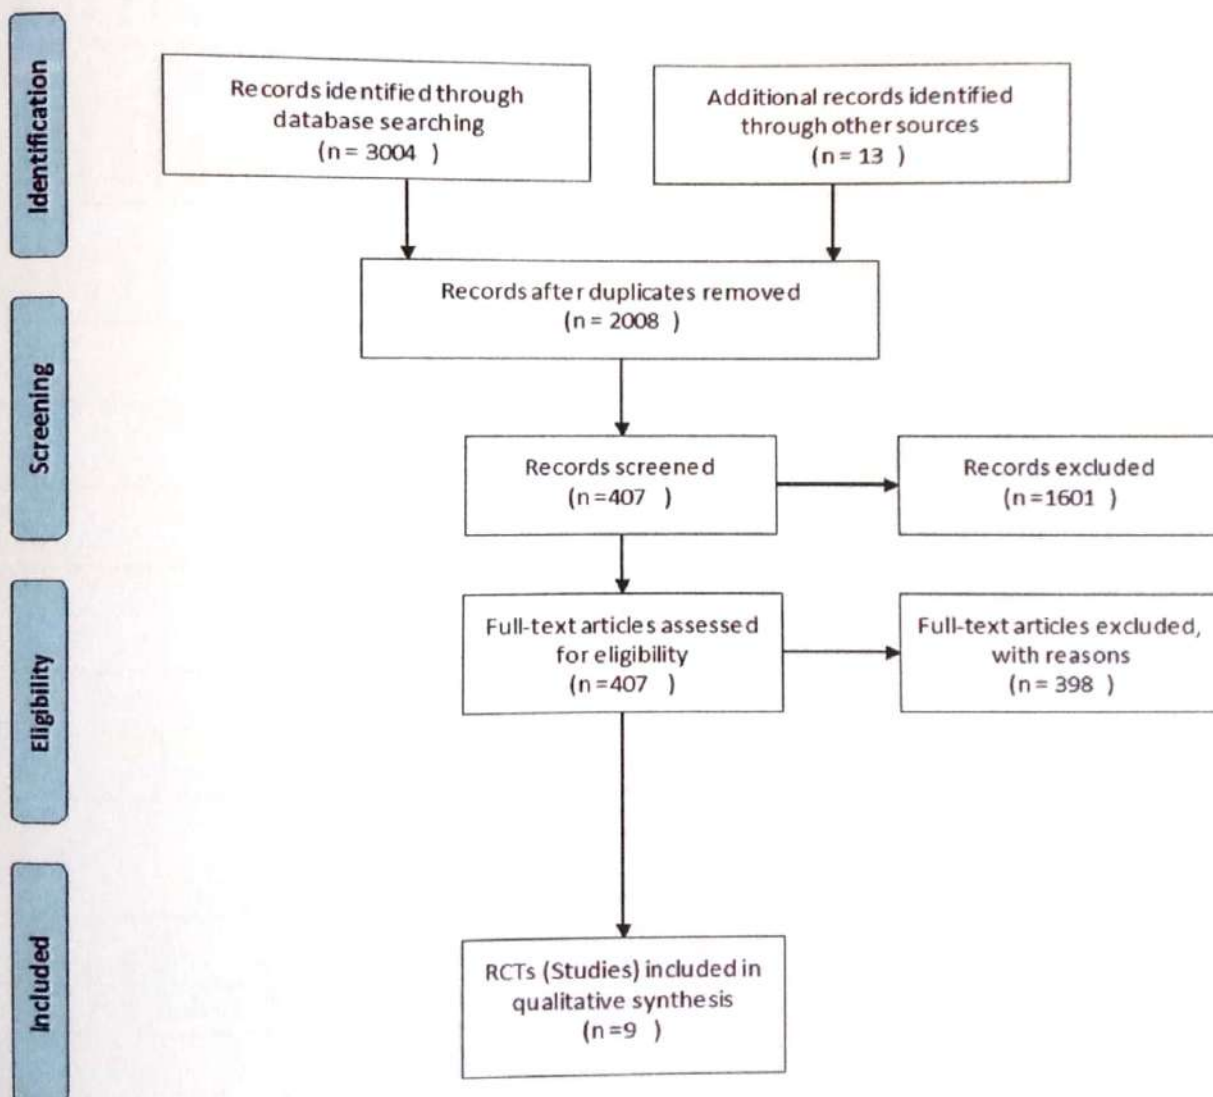 Identification
Records identified through
database searching
(n = 3004 )
Additional records identified
through other sources
(n = 13 )
Records after duplicates removed
(n = 2008 )
Screening
Records screened
(n =407 )
Records excluded
(n =1601 )
Eligibility
Full-text articles assessed
for eligibility
(n =407 )
Full-text articles excluded,
with reasons
(n = 398 )
Included
RCTs (Studies) included in
qualitative synthesis
(n =9 )